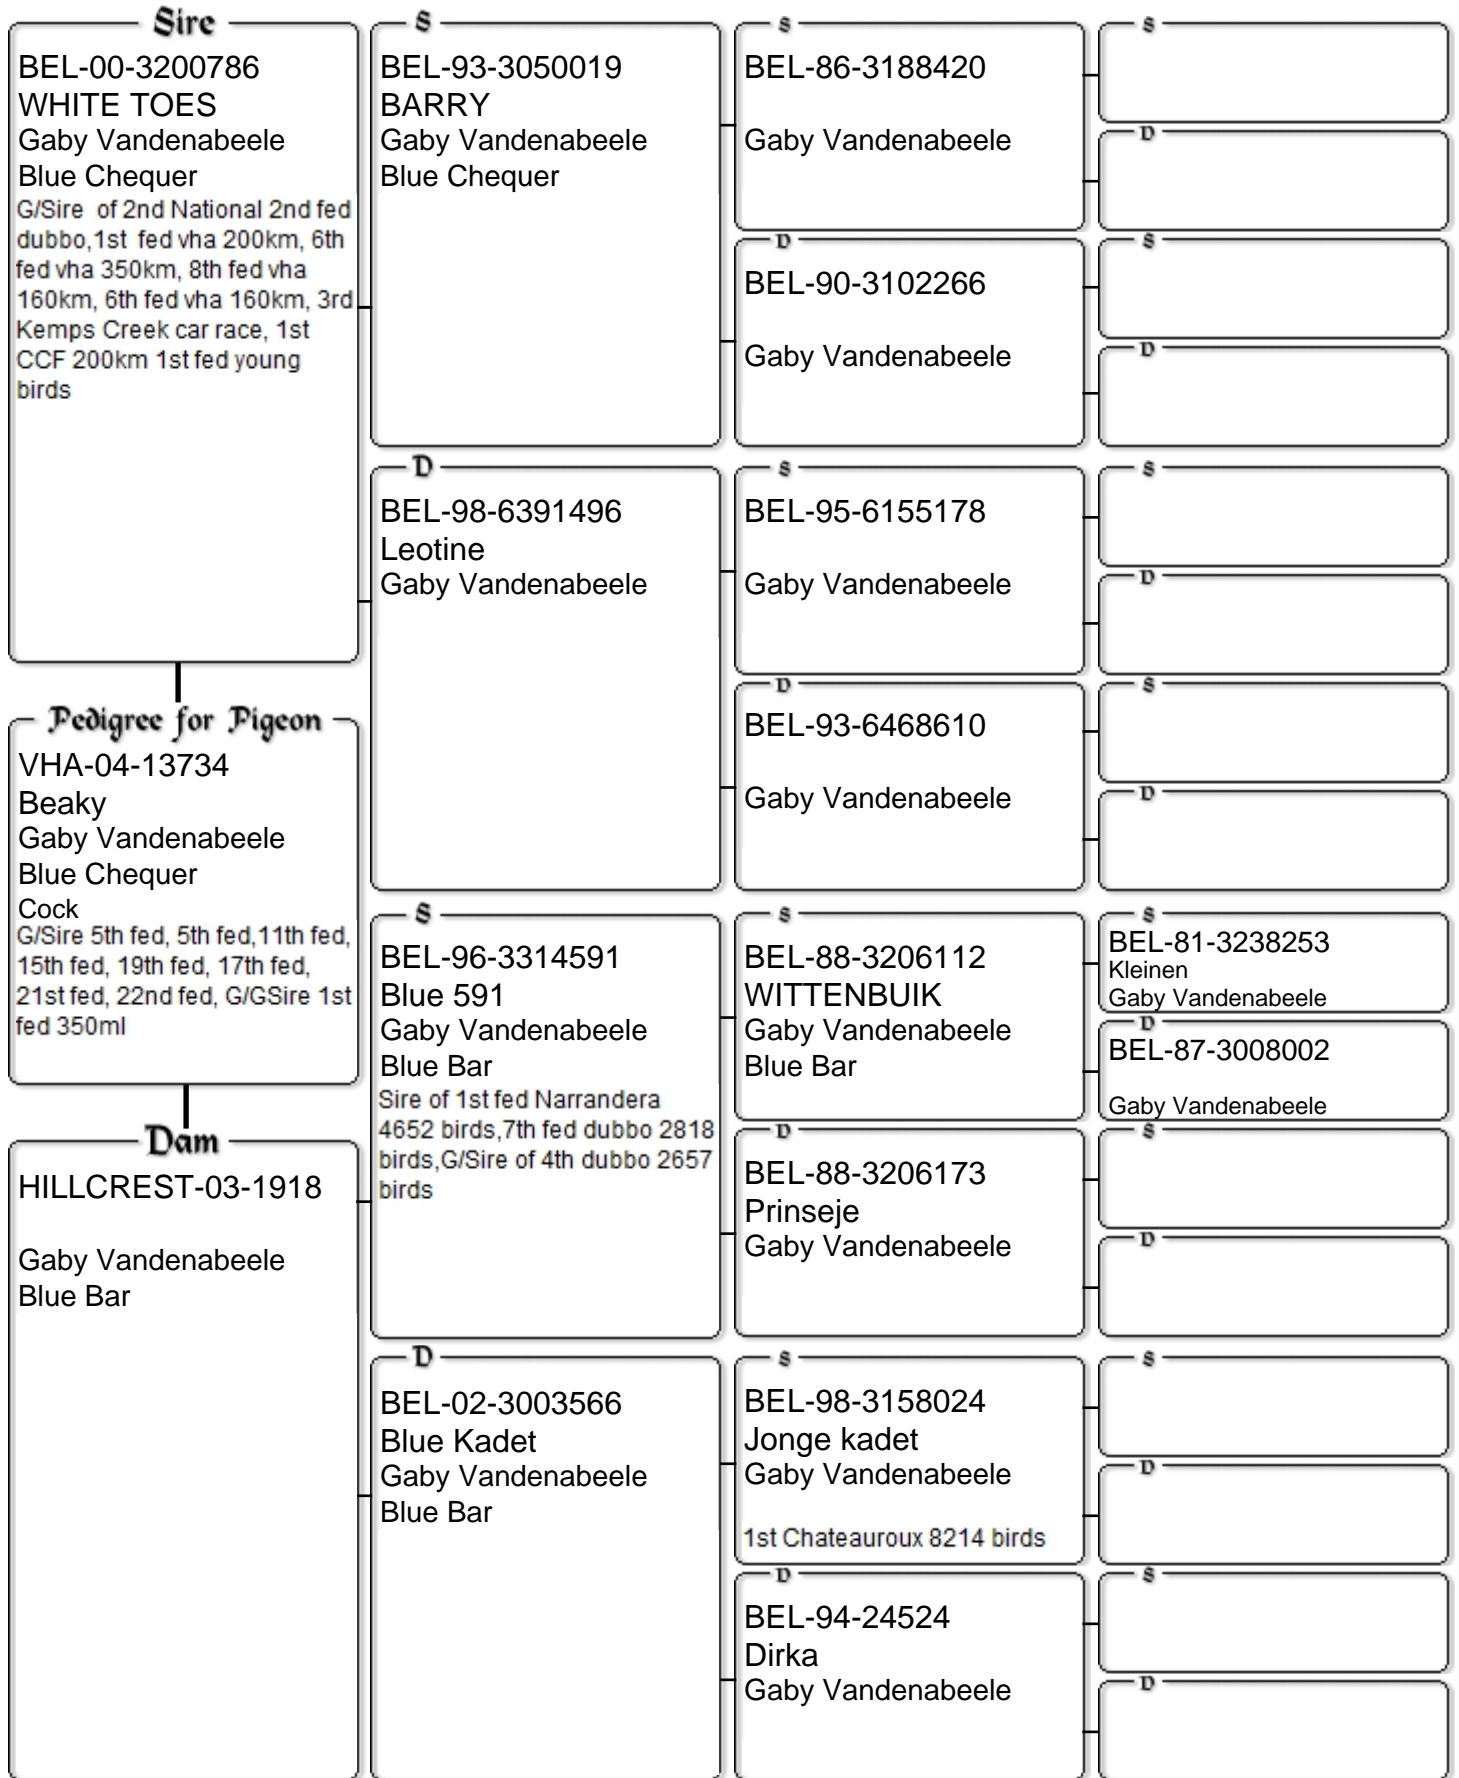 Sire
BEL-00-3200786
WHITE TOES
Gaby Vandenabeele
Blue Chequer
G/Sire of 2nd National 2nd fed
dubbo,1st fed vha 200km, 6th
fed vha 350km, 8th fed vha
160km, 6th fed vha 160km, 3rd
Kemps Creek car race, 1st
CCF 200km 1st fed young
birds
Pedigree for Pigeon
VHA-04-13734
Beaky
Gaby Vandenabeele
Blue Chequer
Cock
G/Sire 5th fed, 5th fed,11th fed,
15th fed, 19th fed, 17th fed,
21st fed, 22nd fed, G/GSire 1st
fed 350ml
Dam
HILLCREST-03-1918
Gaby Vandenabeele
Blue Bar
S
BEL-93-3050019
BARRY
Gaby Vandenabeele
Blue Chequer
D
BEL-98-6391496
Leotine
Gaby Vandenabeele
S
BEL-96-3314591
Blue 591
Gaby Vandenabeele
Blue Bar
Sire of 1st fed Narrandera
4652 birds,7th fed dubbo 2818
birds,G/Sire of 4th dubbo 2657
birds
D
BEL-02-3003566
Blue Kadet
Gaby Vandenabeele
Blue Bar
S
BEL-86-3188420
Gaby Vandenabeele
D
BEL-90-3102266
Gaby Vandenabeele
S
BEL-95-6155178
Gaby Vandenabeele
D
BEL-93-6468610
Gaby Vandenabeele
S
BEL-88-3206112
WITTENBUIK
Gaby Vandenabeele
Blue Bar
D
BEL-88-3206173
Prinseje
Gaby Vandenabeele
S
BEL-98-3158024
Jonge kadet
Gaby Vandenabeele
1st Chateauroux 8214 birds
D
BEL-94-24524
Dirka
Gaby Vandenabeele
S
D
S
D
S
D
S
D
S
BEL-81-3238253
Kleinen
Gaby Vandenabeele
D
BEL-87-3008002
Gaby Vandenabeele
S
D
S
D
S
D